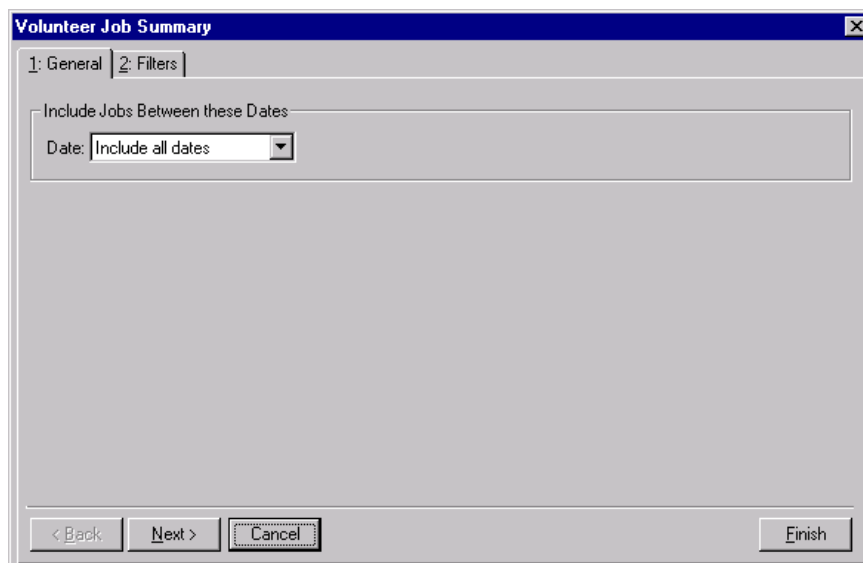 Volunteer Job Summary
1: General 2: Filters
Include Jobs Between these Dates
Date: Include all dates
< Back Next > Cancel Finish